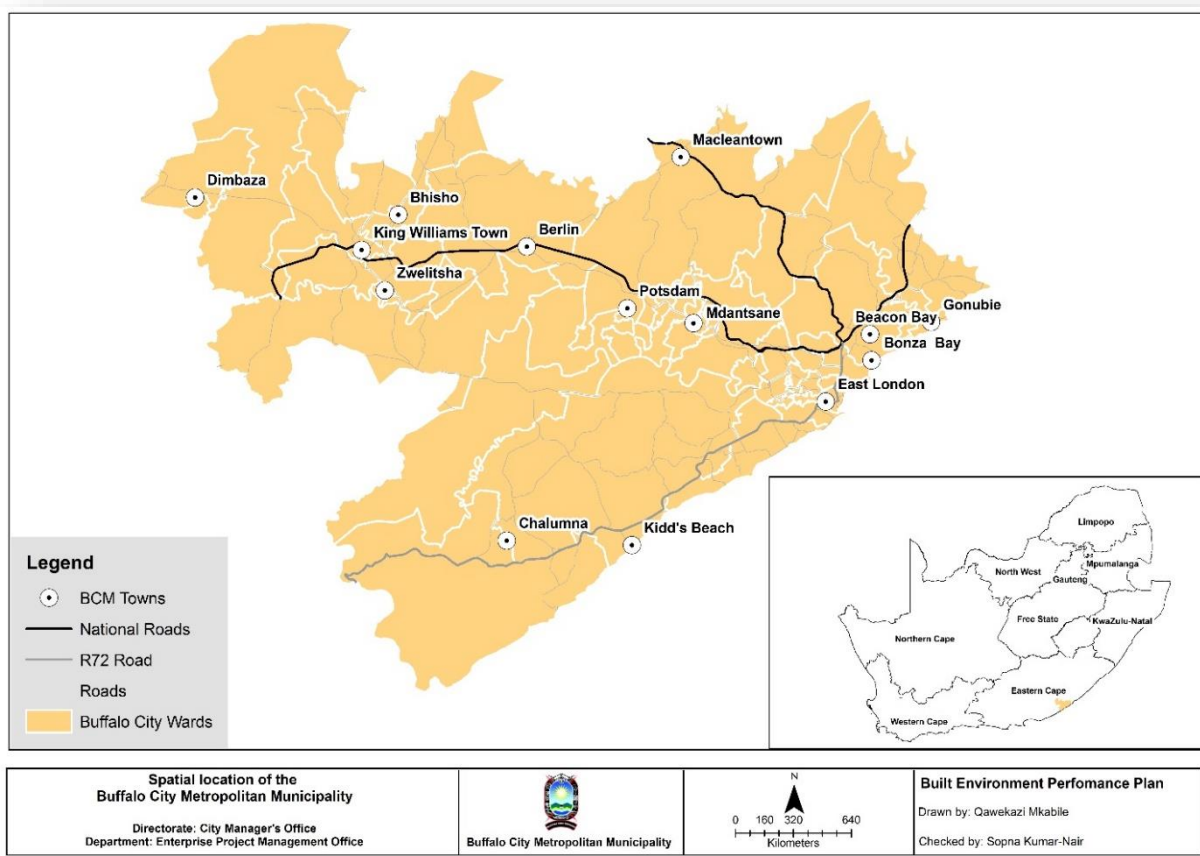 Macleantown
Dimbaza
Bhisho
King Williams Town
Berlin
Zwelitsha
Potsdam
Mdantsane
Gonubie
Beacon Bay
Bonza Bay
East London
Chalumna
Kidd's Beach
Legend
BCM Towns
National Roads
R72 Road
Roads
Buffalo City Wards
Limpopo
North West
Mpumalanga
Gauteng
Free State
KwaZulu-Natal
Northern Cape
Eastern Cape
Western Cape
Spatial location of the
Buffalo City Metropolitan Municipality
Directorate: City Manager's Office
Department: Enterprise Project Management Office
Buffalo City Metropolitan Municipality
N
0 160 320 640
Kilometers
Built Environment Perfomance Plan
Drawn by: Qawekazi Mkabile
Checked by: Sopna Kumar-Nair